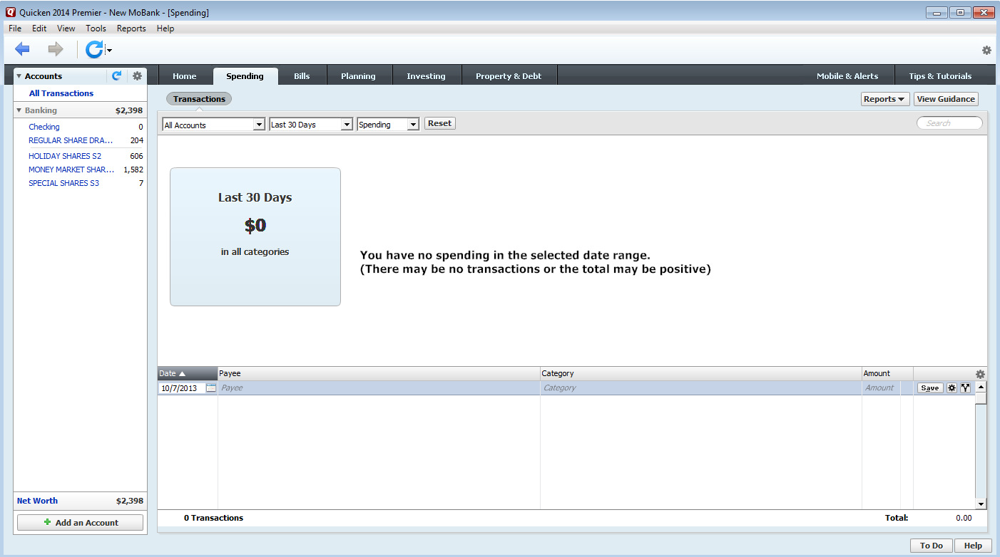 Quicken 2014 Premier - New MoBank - [Spending]
File Edit View Tools Reports Help
Accounts
Home Spending Bills Planning Investing Property & Debt Mobile & Alerts Tips & Tutorials
All Transactions
Banking $2,398
Checking 0
REGULAR SHARE DRA... 204
HOLIDAY SHARES S2 606
MONEY MARKET SHAR... 1,582
SPECIAL SHARES S3 7
Net Worth $2,398
Add an Account
Transactions
Reports View Guidance
All Accounts Last 30 Days Spending Reset Search
Last 30 Days
$0
in all categories
You have no spending in the selected date range.
(There may be no transactions or the total may be positive)
Date Payee Category Amount
10/7/2013 Payee Category Amount Save
0 Transactions Total: 0.00
To Do Help